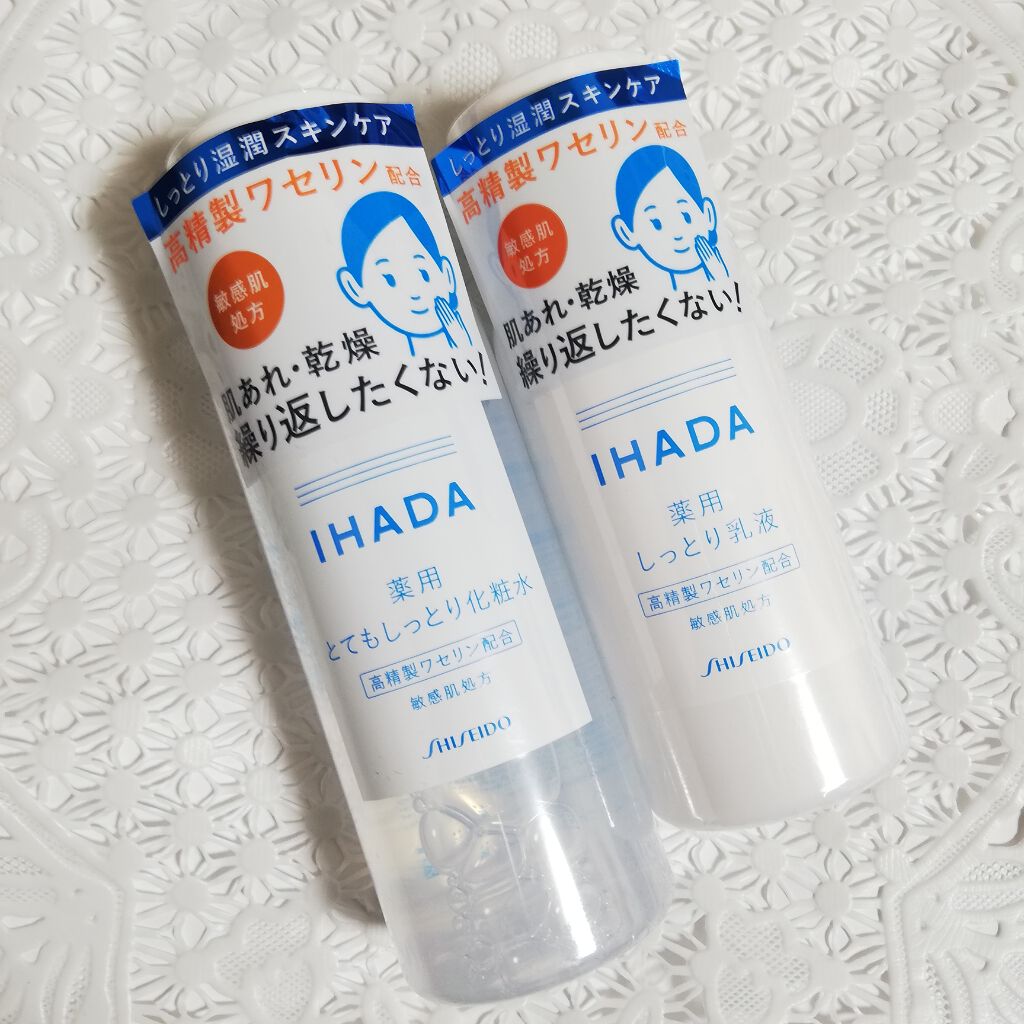 しっとり湿潤スキンケア
高精製ワセリン配合
敏感肌
処方
肌あれ・乾燥
繰り返したくない!
IHADA
薬用
とてもしっとり化粧水
高精製ワセリン配合
敏感肌処方
SHISEIDO
しっとり湿潤スキンケア
高精製ワセリン配合
敏感肌
処方
肌あれ・乾燥
繰り返したくない!
IHADA
薬用
しっとり乳液
高精製ワセリン配合
敏感肌処方
SHISEIDO